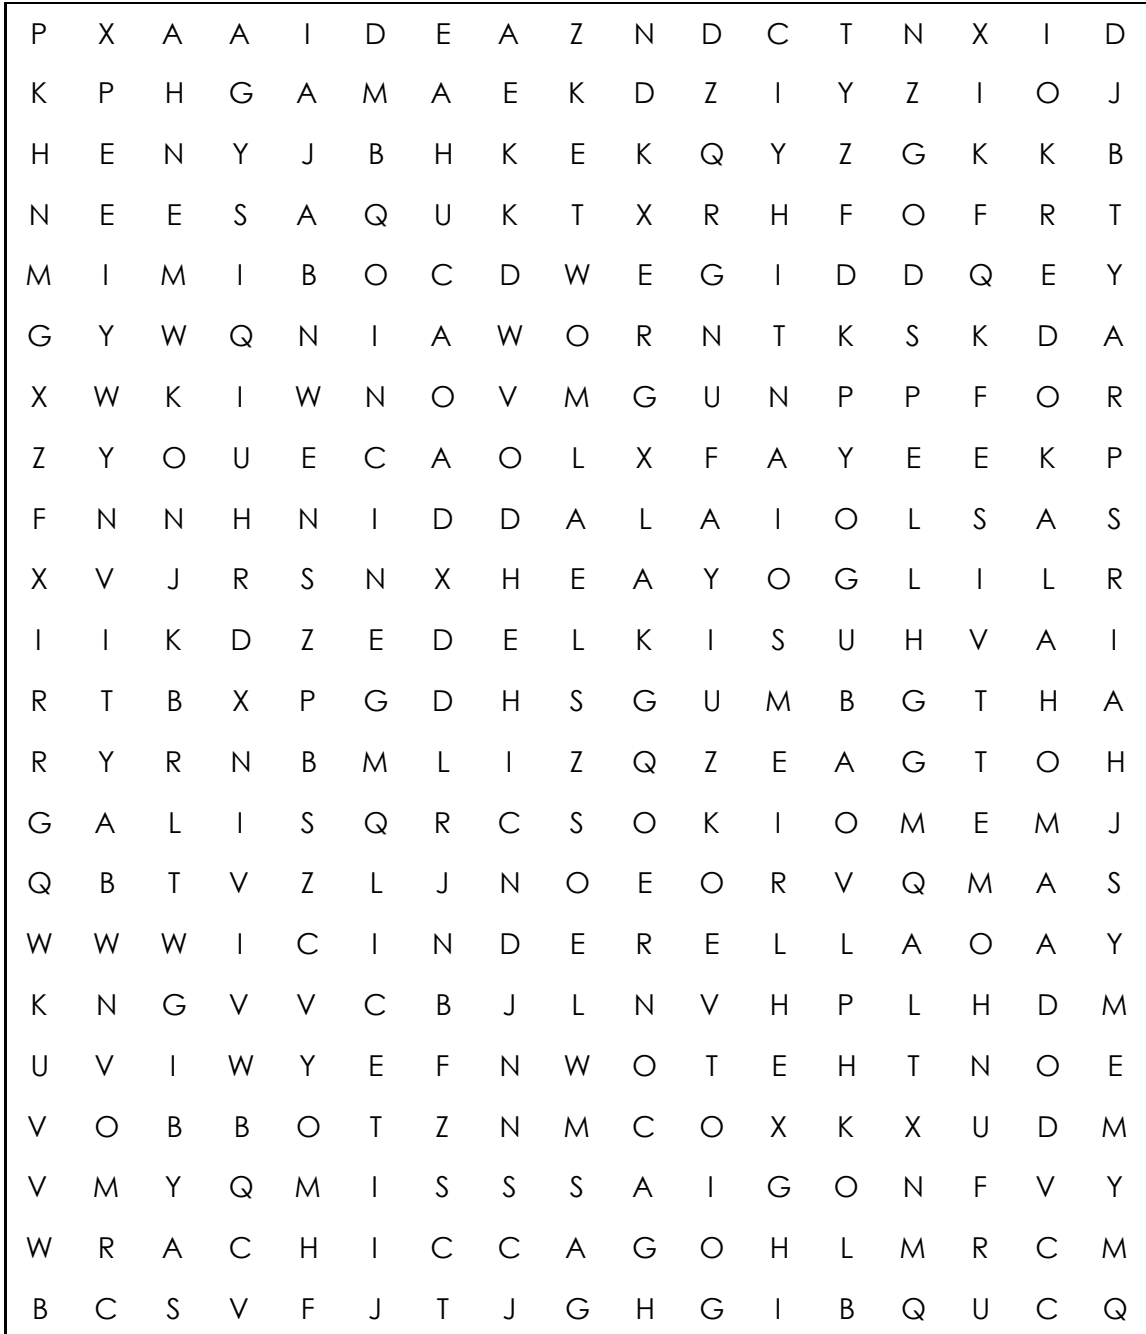 P X A A I D E A Z N D C T N X I D
K P H G A M A E K D Z I Y Z I O J
H E N Y J B H K E K Q Y Z G K K B
N E E S A Q U K T X R H F O F R T
M I M I B O C D W E G I D D Q E Y
G Y W Q N I A W O R N T K S K D A
X W K I W N O V M G U N P P F O R
Z Y O U E C A O L X F A Y E E K P
F N N H N I D D A L A I O L S A S
X V J R S N X H E A Y O G L I L R
I I K D Z E D E L K I S U H V A I
R T B X P G D H S G U M B G T H A
R Y R N B M L I Z Q Z E A G T O H
G A L I S Q R C S O K I O M E M J
Q B T V Z L J N O E O R V Q M A S
W W W I C I N D E R E L L A O A Y
K N G V V C B J L N V H P L H D M
U V I W Y E F N W O T E H T N O E
V O B B O T Z N M C O X K X U D M
V M Y Q M I S S S A I G O N F V Y
W R A C H I C C A G O H L M R C M
B C S V F J T J G H G I B Q U C Q